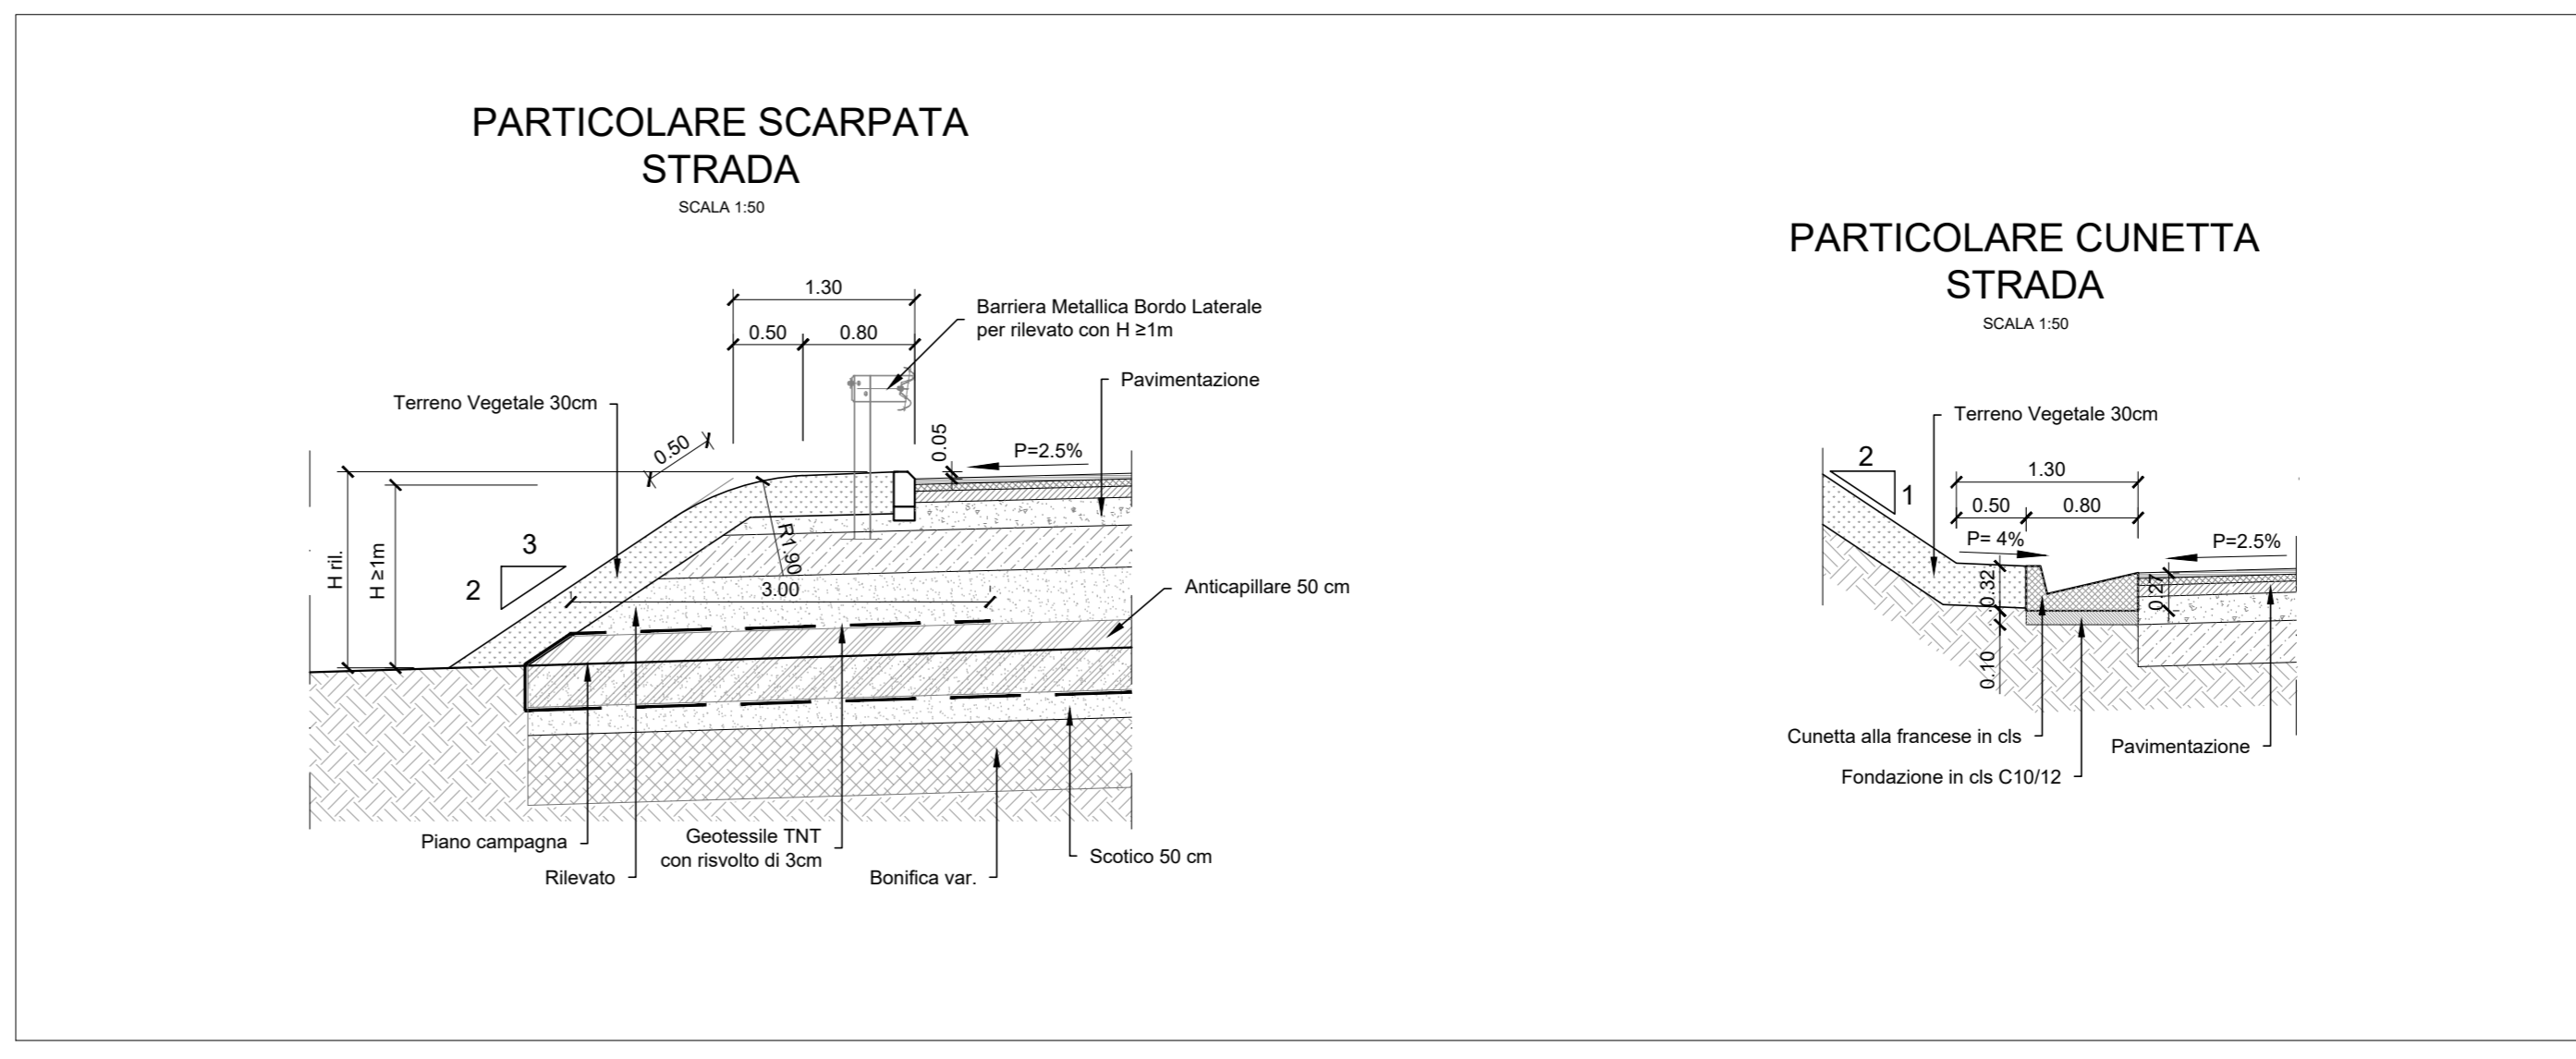 PARTICOLARE SCARPATA
STRADA
SCALA 1:50
1.30
0.50
0.80
Barriera Metallica Bordo Laterale
per rilevato con H ≥1m
Pavimentazione
Terreno Vegetale 30cm
0.50
0.05
P=2.5%
H ril.
H ≥1m
3
2
R1.90
3.00
Anticapillare 50 cm
Piano campagna
Rilevato
Geotessile TNT
con risvolto di 3cm
Bonifica var.
Scotico 50 cm
PARTICOLARE CUNETTA
STRADA
SCALA 1:50
Terreno Vegetale 30cm
2
1
1.30
0.50
0.80
P= 4%
P=2.5%
0.32
0.27
0.10
Cunetta alla francese in cls
Pavimentazione
Fondazione in cls C10/12